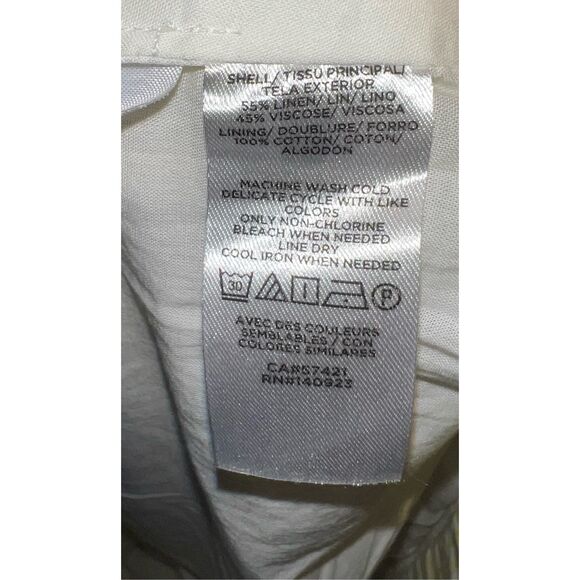 SHELL/ TISSU PRINCIPAL/
TELA EXTERIOR
55% LINEN/ LIN/ LINO
45% VISCOSE/ VISCOSA
LINING/ DOUBLURE/ FORRO
100% COTTON/ COTON/
ALGODON
MACHINE WASH COLD
DELICATE CYCLE WITH LIKE
COLORS
ONLY NON-CHLORINE
BLEACH WHEN NEEDED
LINE DRY
COOL IRON WHEN NEEDED
30 P
AVEC DES COULEURS
SEMBLABLES / CON
COLORES SIMILARES
CA#57421
RN#140923